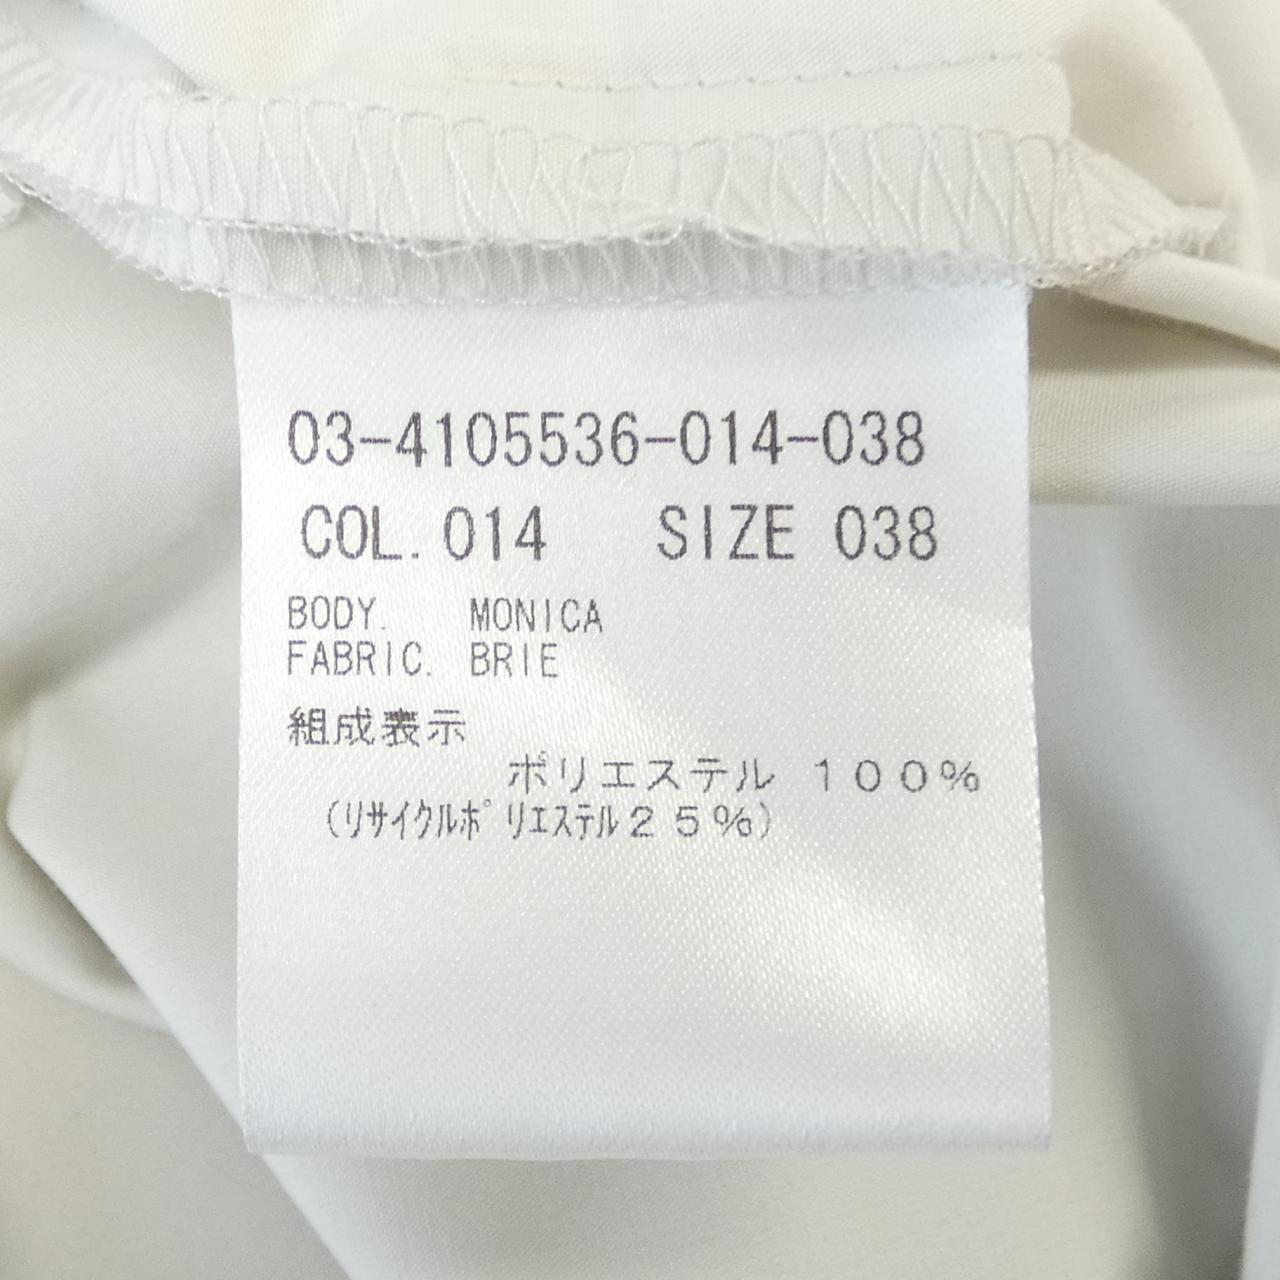 03-4105536-014-038
COL. 014 SIZE 038
BODY. MONICA
FABRIC. BRIE
組成表示
ポリエステル １００％
（ﾘｻｲｸﾙﾎﾟﾘｴｽﾃﾙ２５％）